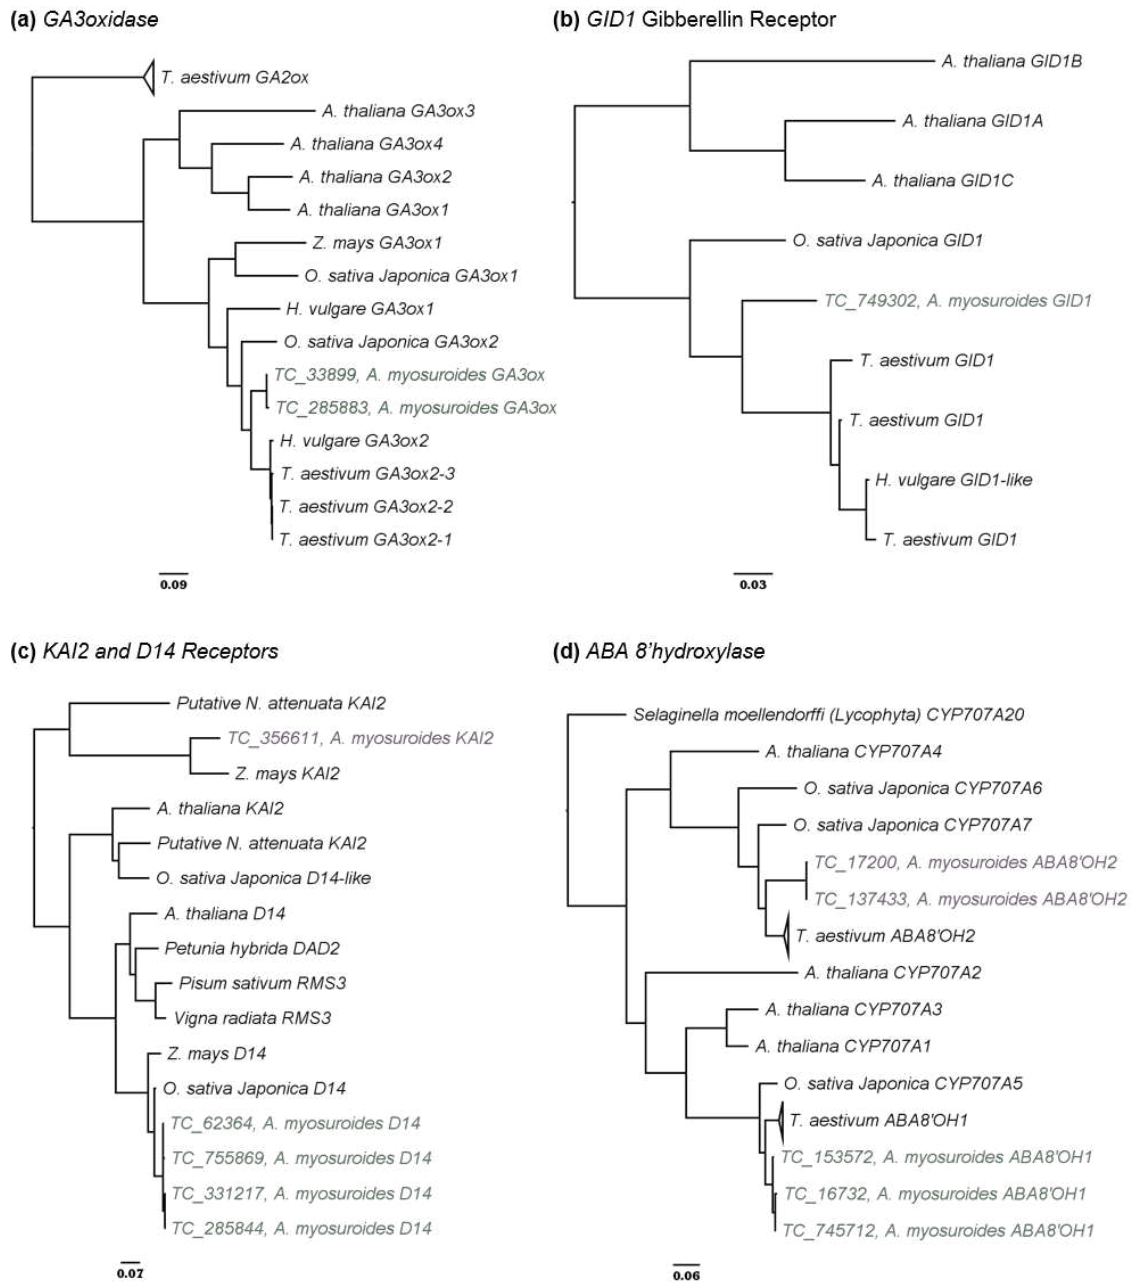 (a) GA3oxidase
T. aestivum GA2ox
A. thaliana GA3ox3
A. thaliana GA3ox4
A. thaliana GA3ox2
A. thaliana GA3ox1
Z. mays GA3ox1
O. sativa Japonica GA3ox1
H. vulgare GA3ox1
O. sativa Japonica GA3ox2
TC_33899, A. myosuroides GA3ox
TC_285883, A. myosuroides GA3ox
H. vulgare GA3ox2
T. aestivum GA3ox2-3
T. aestivum GA3ox2-2
T. aestivum GA3ox2-1
0.09
(b) GID1 Gibberellin Receptor
A. thaliana GID1B
A. thaliana GID1A
A. thaliana GID1C
O. sativa Japonica GID1
TC_749302, A. myosuroides GID1
T. aestivum GID1
T. aestivum GID1
H. vulgare GID1-like
T. aestivum GID1
0.03
(c) KAI2 and D14 Receptors
Putative N. attenuata KAI2
TC_356611, A. myosuroides KAI2
Z. mays KAI2
A. thaliana KAI2
Putative N. attenuata KAI2
O. sativa Japonica D14-like
A. thaliana D14
Petunia hybrida DAD2
Pisum sativum RMS3
Vigna radiata RMS3
Z. mays D14
O. sativa Japonica D14
TC_62364, A. myosuroides D14
TC_755869, A. myosuroides D14
TC_331217, A. myosuroides D14
TC_285844, A. myosuroides D14
0.07
(d) ABA 8’hydroxylase
Selaginella moellendorffi (Lycophyta) CYP707A20
A. thaliana CYP707A4
O. sativa Japonica CYP707A6
O. sativa Japonica CYP707A7
TC_17200, A. myosuroides ABA8'OH2
TC_137433, A. myosuroides ABA8'OH2
T. aestivum ABA8'OH2
A. thaliana CYP707A2
A. thaliana CYP707A3
A. thaliana CYP707A1
O. sativa Japonica CYP707A5
T. aestivum ABA8'OH1
TC_153572, A. myosuroides ABA8'OH1
TC_16732, A. myosuroides ABA8'OH1
TC_745712, A. myosuroides ABA8'OH1
0.06